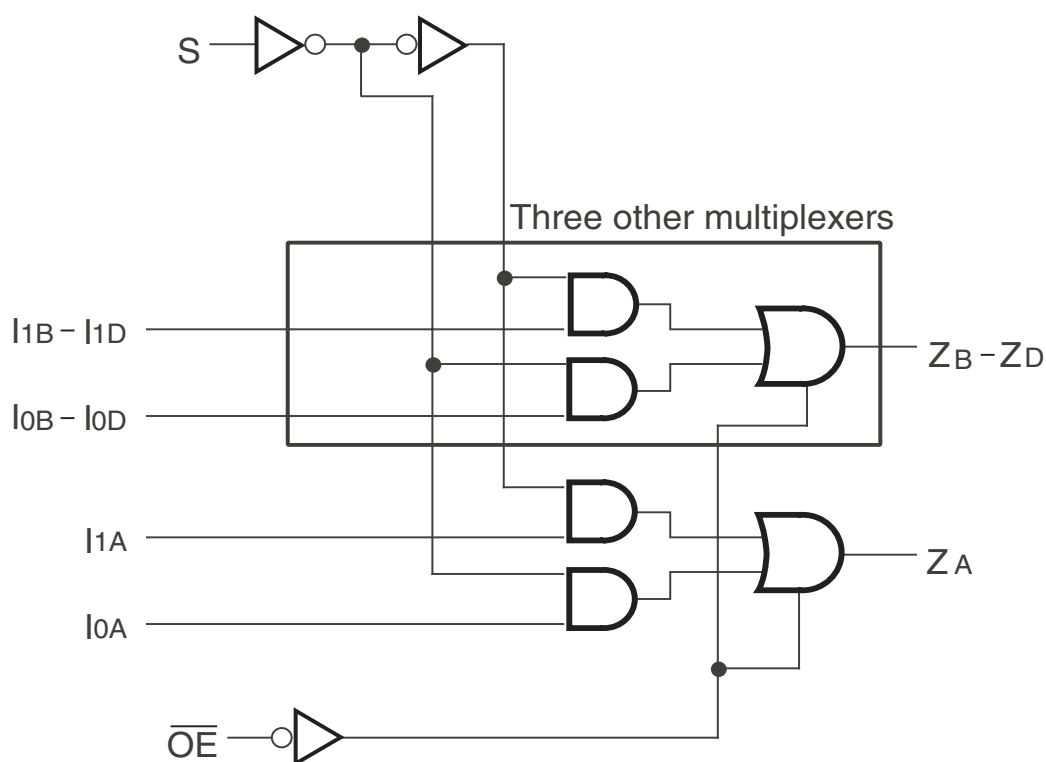 S
Three other multiplexers
I1B – I1D
ZB – ZD
I0B – I0D
I1A
ZA
I0A
OE